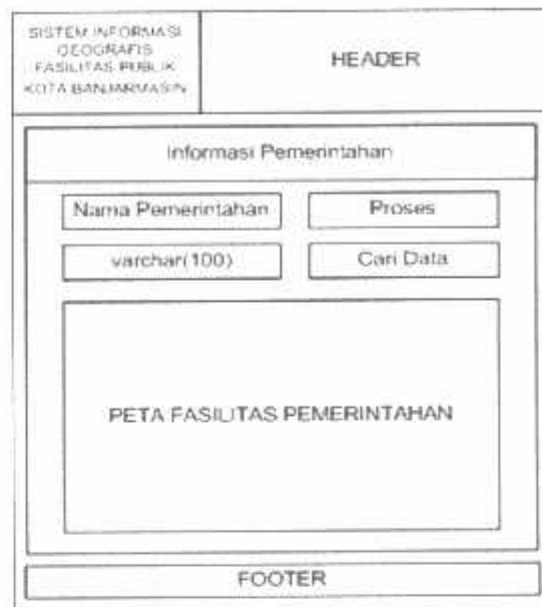 SISTEM INFORMASI
GEOGRAFIS
FASILITAS PUBLIK
KOTA BANJARMASIN
HEADER
Informasi Pemerintahan
Nama Pemerintahan
Proses
varchar(100)
Cari Data
PETA FASILITAS PEMERINTAHAN
FOOTER